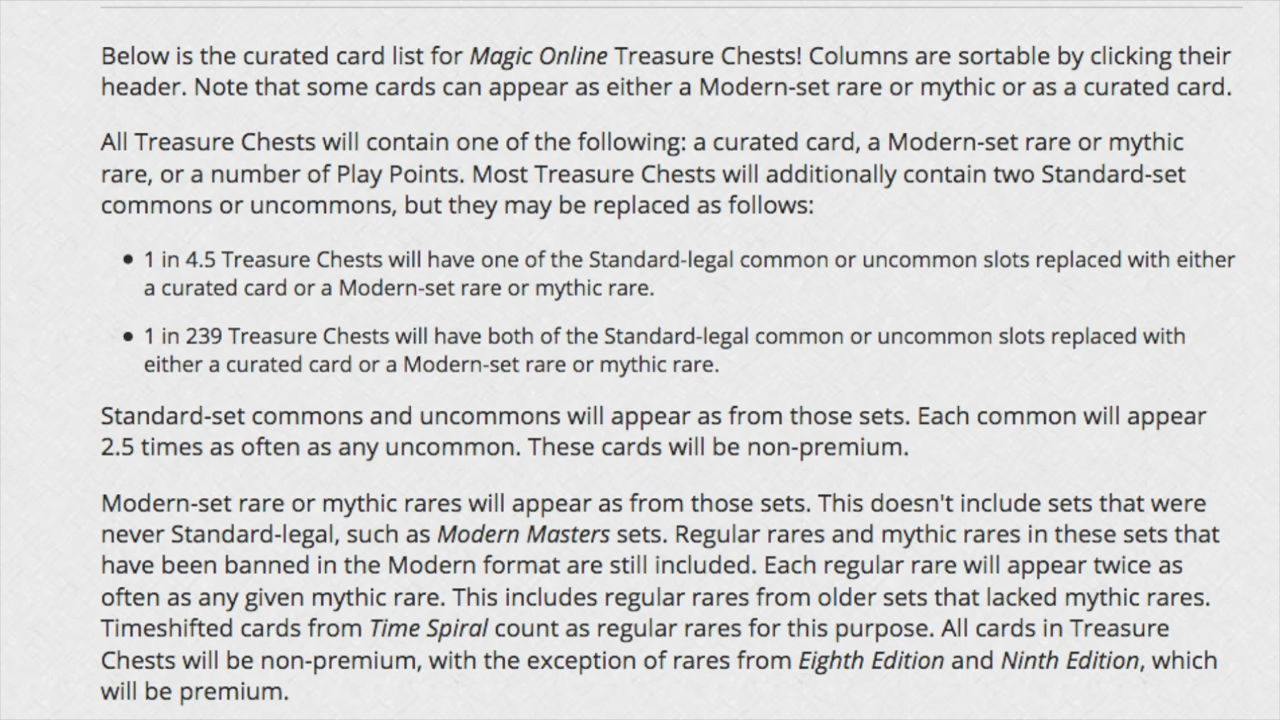 Below is the curated card list for Magic Online Treasure Chests! Columns are sortable by clicking their
header. Note that some cards can appear as either a Modern-set rare or mythic or as a curated card.
All Treasure Chests will contain one of the following: a curated card, a Modern-set rare or mythic
rare, or a number of Play Points. Most Treasure Chests will additionally contain two Standard-set
commons or uncommons, but they may be replaced as follows:
• 1 in 4.5 Treasure Chests will have one of the Standard-legal common or uncommon slots replaced with either
a curated card or a Modern-set rare or mythic rare.
• 1 in 239 Treasure Chests will have both of the Standard-legal common or uncommon slots replaced with
either a curated card or a Modern-set rare or mythic rare.
Standard-set commons and uncommons will appear as from those sets. Each common will appear
2.5 times as often as any uncommon. These cards will be non-premium.
Modern-set rare or mythic rares will appear as from those sets. This doesn't include sets that were
never Standard-legal, such as Modern Masters sets. Regular rares and mythic rares in these sets that
have been banned in the Modern format are still included. Each regular rare will appear twice as
often as any given mythic rare. This includes regular rares from older sets that lacked mythic rares.
Timeshifted cards from Time Spiral count as regular rares for this purpose. All cards in Treasure
Chests will be non-premium, with the exception of rares from Eighth Edition and Ninth Edition, which
will be premium.